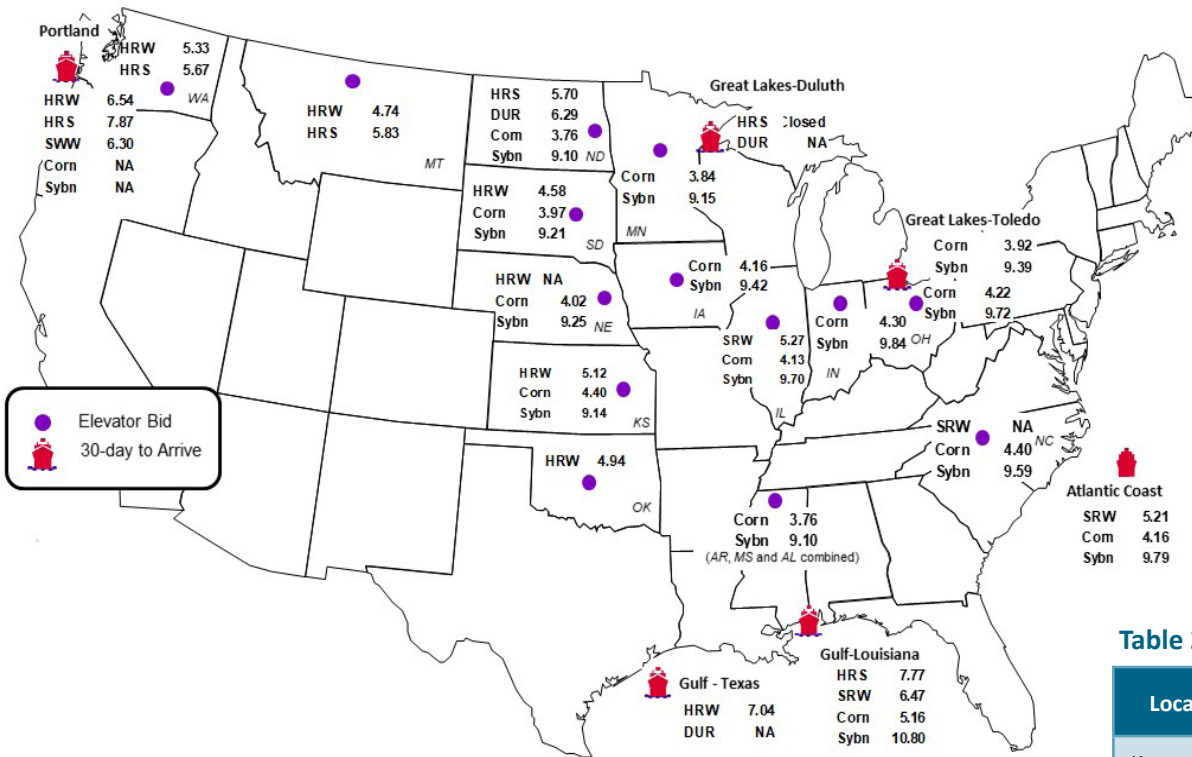 Portland
HRW 5.33
HRS 5.67
WA
HRW 6.54
HRS 7.87
SWW 6.30
Corn NA
Sybn NA
HRW 4.74
HRS 5.83
MT
HRS 5.70
DUR 6.29
Corn 3.76
Sybn 9.10
ND
Great Lakes-Duluth
HRS Closed
DUR NA
Corn 3.84
Sybn 9.15
MN
HRW 4.58
Corn 3.97
Sybn 9.21
SD
Great Lakes-Toledo
Corn 3.92
Sybn 9.39
HRW NA
Corn 4.02
Sybn 9.25
NE
Corn 4.16
Sybn 9.42
IA
Corn 4.22
Sybn 9.72
OH
Corn 4.30
Sybn 9.84
IN
SRW 5.27
Corn 4.13
Sybn 9.70
IL
HRW 5.12
Corn 4.40
Sybn 9.14
KS
Elevator Bid
30-day to Arrive
HRW 4.94
OK
SRW NA
Corn 4.40
Sybn 9.59
NC
Corn 3.76
Sybn 9.10
(AR, MS and AL combined)
Atlantic Coast
SRW 5.21
Corn 4.16
Sybn 9.79
Gulf - Texas
HRW 7.04
DUR NA
Gulf-Louisiana
HRS 7.77
SRW 6.47
Corn 5.16
Sybn 10.80
Table